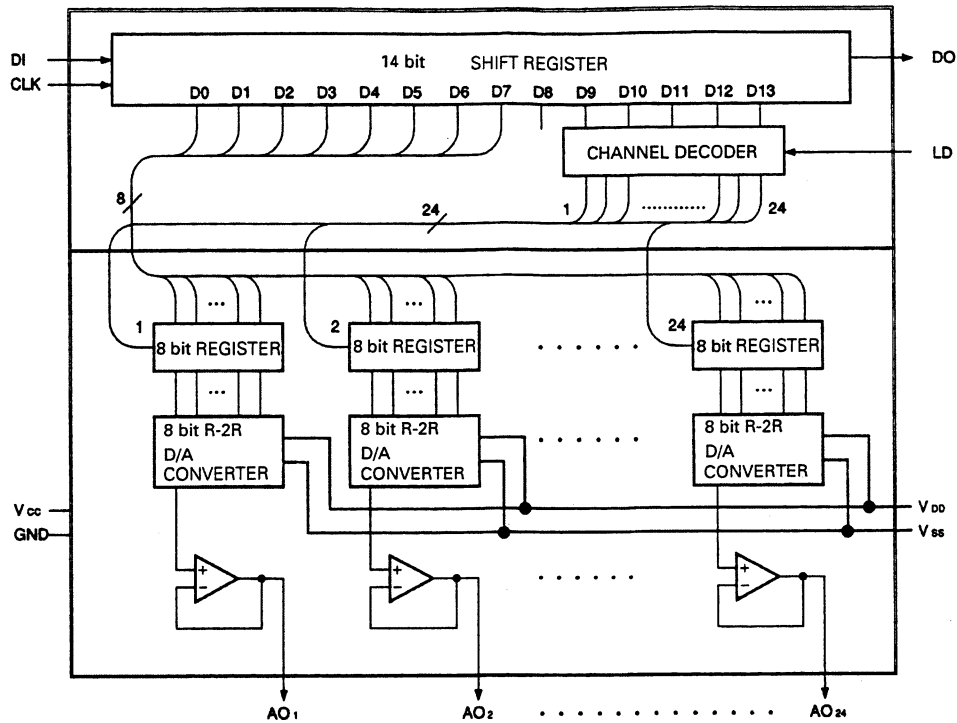 14 bit SHIFT REGISTER
DI
DO
CLK
D0 D1 D2 D3 D4 D5 D6 D7 D8 D9 D10 D11 D12 D13
CHANNEL DECODER
LD
8
24
1
............
24
... ... ...
1
2
24
8 bit REGISTER
8 bit REGISTER
. . . . . .
8 bit REGISTER
... ... ...
8 bit R-2R
D/A
CONVERTER
8 bit R-2R
D/A
CONVERTER
. . . . . .
8 bit R-2R
D/A
CONVERTER
Vcc
VDD
GND
Vss
+
−
+
−
. . . . . .
+
−
AO1
AO2
. . . . . . . . . . .
AO24